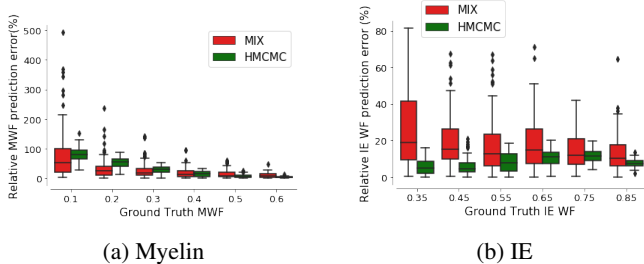 MIX
HMCMC
Relative MWF prediction error(%)
500
400
300
200
100
0
0.1 0.2 0.3 0.4 0.5 0.6
Ground Truth MWF
(a) Myelin
MIX
HMCMC
Relative IE WF prediction error (%)
80
60
40
20
0
0.35 0.45 0.55 0.65 0.75 0.85
Ground Truth IE WF
(b) IE